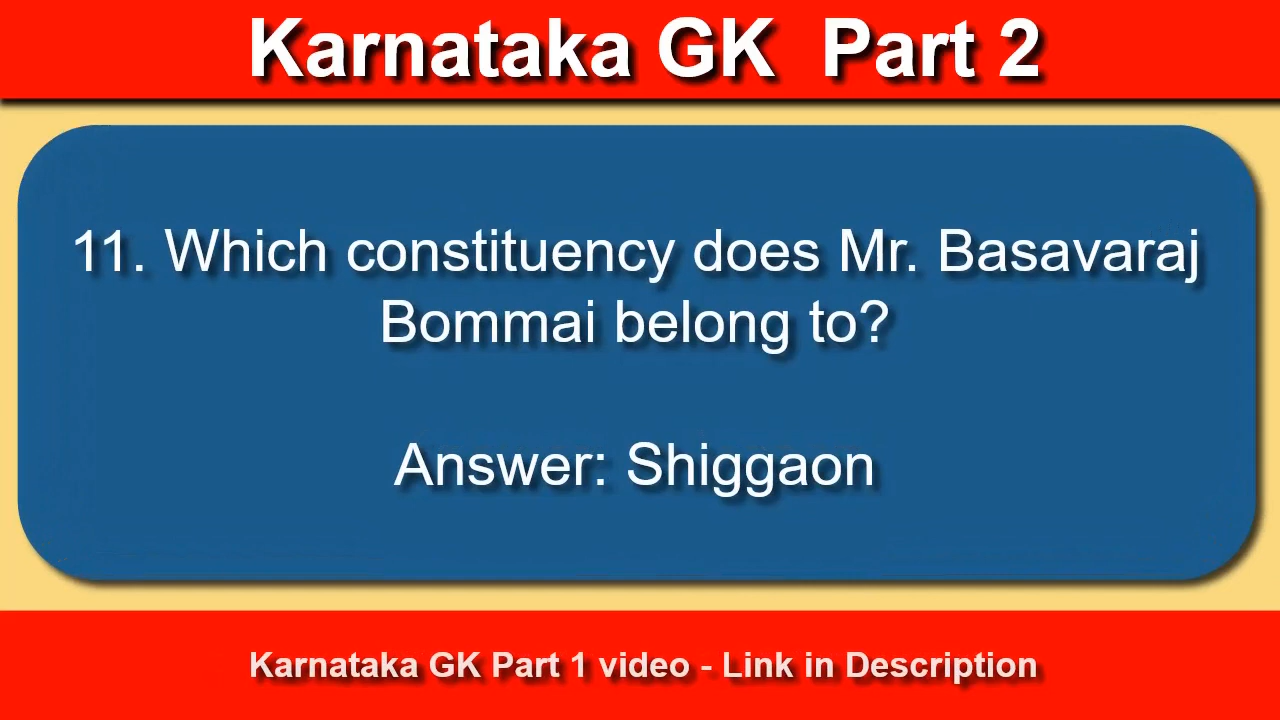 Karnataka GK Part 2
11. Which constituency does Mr. Basavaraj
Bommai belong to?
Answer: Shiggaon
Karnataka GK Part 1 video - Link in Description